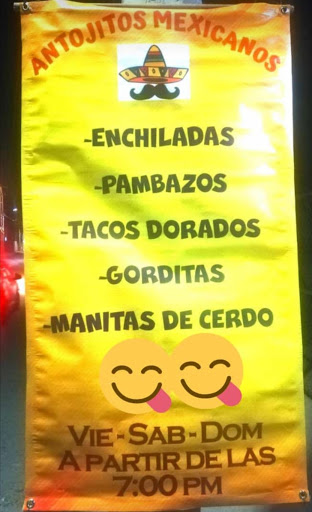 ANTOJITOS MEXICANOS
-ENCHILADAS
-PAMBAZOS
-TACOS DORADOS
-GORDITAS
-MANITAS DE CERDO
VIE-SAB-DOM
A PARTIR DE LAS
7:00 PM